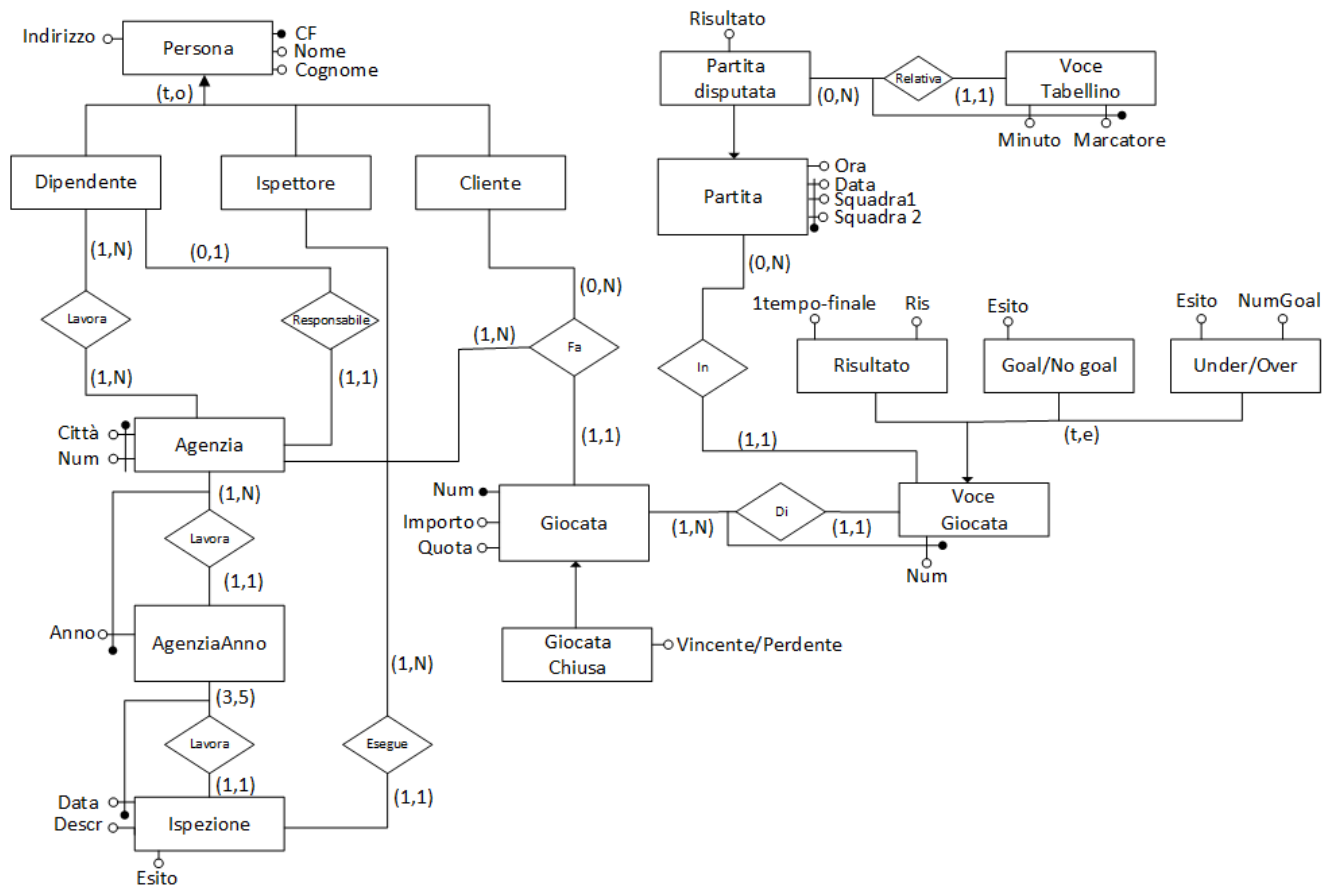 Risultato
Indirizzo
Persona
CF
Nome
Cognome
(t,o)
Partita
disputata
(0,N)
Relativa
(1,1)
Voce
Tabellino
Minuto
Marcatore
Dipendente
Ispettore
Cliente
Partita
Ora
Data
Squadra1
Squadra 2
(1,N)
(0,1)
(0,N)
(0,N)
Lavora
Responsabile
(1,N)
Fa
In
1tempo-finale
Ris
Esito
Esito
NumGoal
Risultato
Goal/No goal
Under/Over
(1,N)
(1,1)
(1,1)
(1,1)
(t,e)
Città
Num
Agenzia
(1,N)
Num
Importo
Quota
Giocata
(1,N)
Di
(1,1)
Voce
Giocata
Num
Lavora
(1,1)
Anno
AgenziaAnno
Giocata
Chiusa
Vincente/Perdente
(3,5)
(1,N)
Lavora
Esegue
(1,1)
(1,1)
Data
Descr
Ispezione
Esito